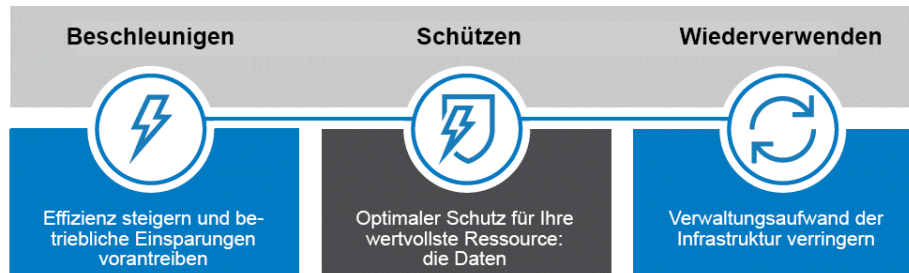 Beschleunigen
Schützen
Wiederverwenden
Effizienz steigern und be-
triebliche Einsparungen
vorantreiben
Optimaler Schutz für Ihre
wertvollste Ressource:
die Daten
Verwaltungsaufwand der
Infrastruktur verringern